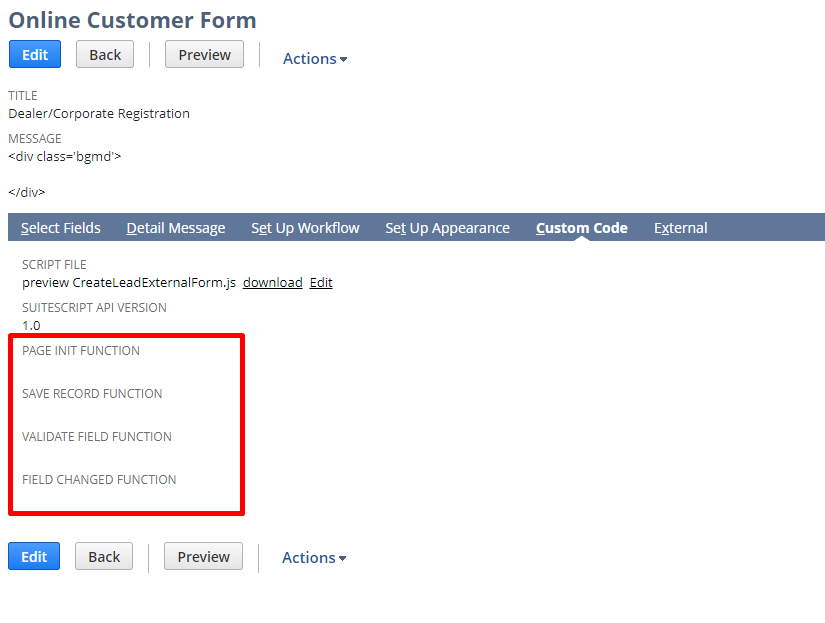 Online Customer Form
Edit Back Preview Actions
TITLE
Dealer/Corporate Registration
MESSAGE
<div class='bgmd'>
</div>
Select Fields Detail Message Set Up Workflow Set Up Appearance Custom Code External
SCRIPT FILE
preview CreateLeadExternalForm.js download Edit
SUITESCRIPT API VERSION
1.0
PAGE INIT FUNCTION
SAVE RECORD FUNCTION
VALIDATE FIELD FUNCTION
FIELD CHANGED FUNCTION
Edit Back Preview Actions